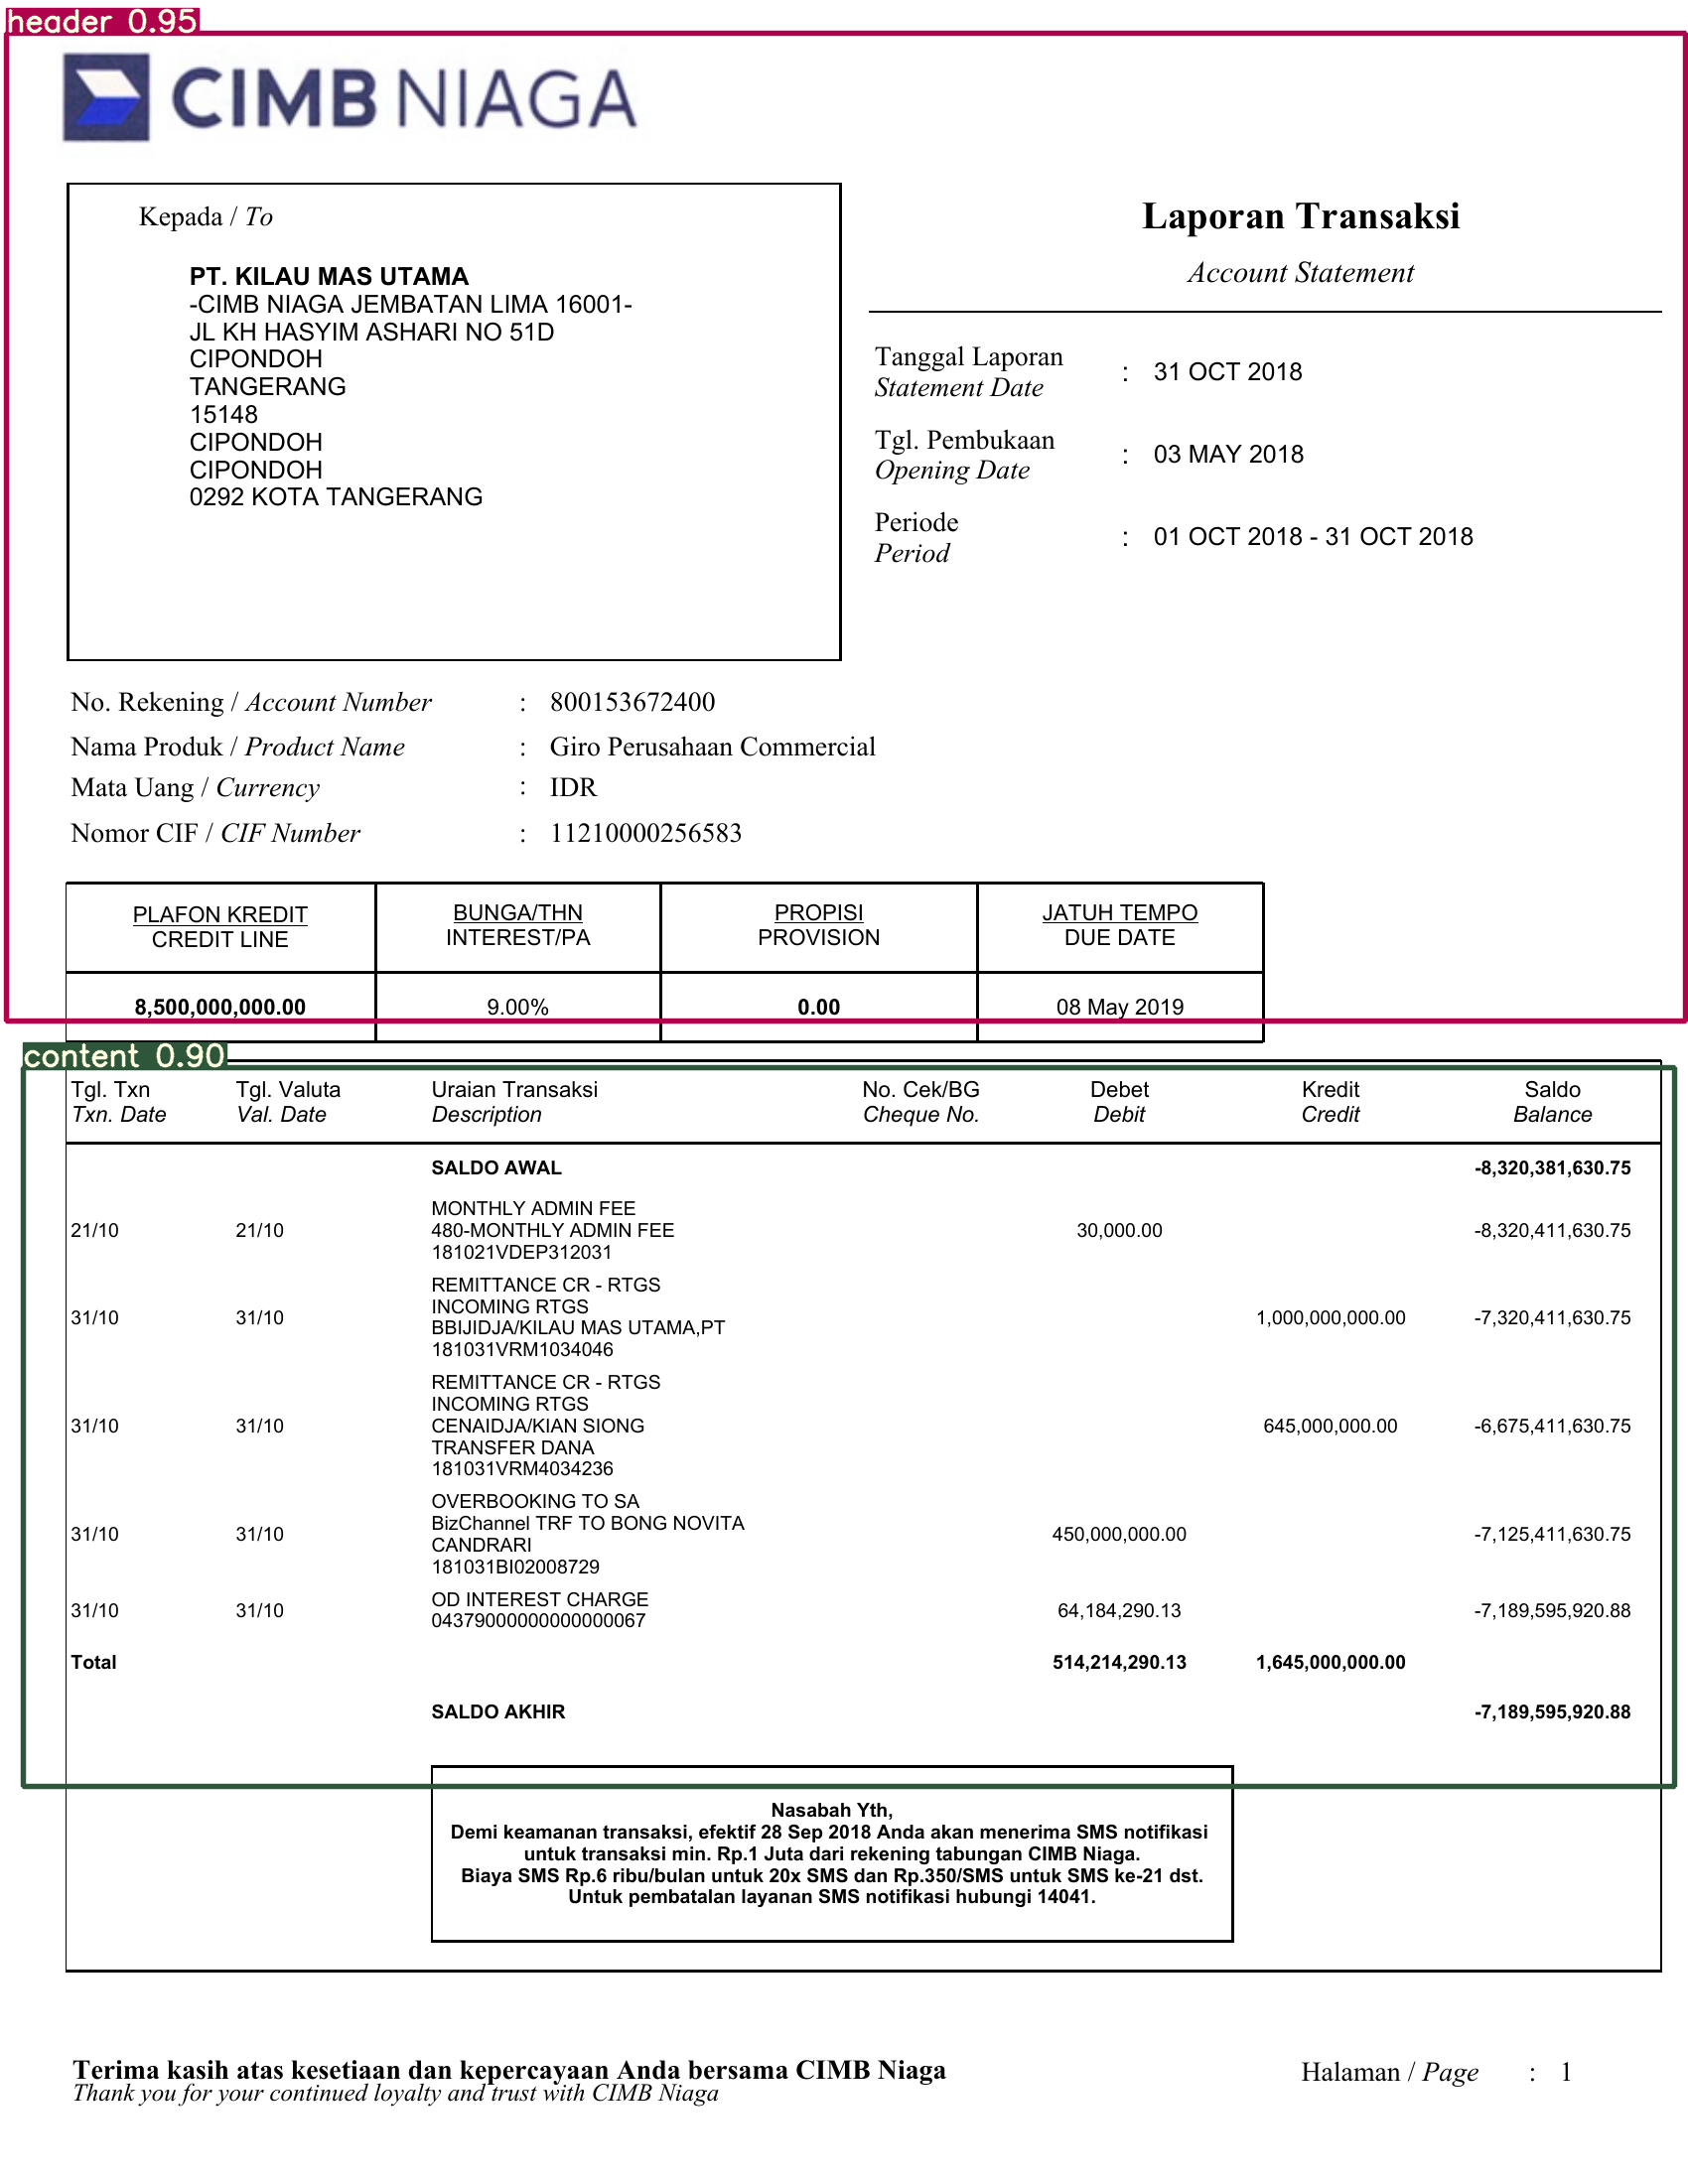 header 0.95
CIMB NIAGA
Kepada / To
PT. KILAU MAS UTAMA
-CIMB NIAGA JEMBATAN LIMA 16001-
JL KH HASYIM ASHARI NO 51D
CIPONDOH
TANGERANG
15148
CIPONDOH
CIPONDOH
0292 KOTA TANGERANG
Laporan Transaksi
Account Statement
Tanggal Laporan
Statement Date : 31 OCT 2018
Tgl. Pembukaan
Opening Date : 03 MAY 2018
Periode
Period : 01 OCT 2018 - 31 OCT 2018
No. Rekening / Account Number : 800153672400
Nama Produk / Product Name : Giro Perusahaan Commercial
Mata Uang / Currency : IDR
Nomor CIF / CIF Number : 11210000256583
PLAFON KREDIT BUNGA/THN PROPISI JATUH TEMPO
CREDIT LINE INTEREST/PA PROVISION DUE DATE
8,500,000,000.00 9.00% 0.00 08 May 2019
content 0.90
Tgl. Txn Tgl. Valuta Uraian Transaksi No. Cek/BG Debet Kredit Saldo
Txn. Date Val. Date Description Cheque No. Debit Credit Balance
SALDO AWAL -8,320,381,630.75
MONTHLY ADMIN FEE
21/10 21/10 480-MONTHLY ADMIN FEE 30,000.00 -8,320,411,630.75
181021VDEP312031
REMITTANCE CR - RTGS
INCOMING RTGS
31/10 31/10 BBIJIDJA/KILAU MAS UTAMA,PT 1,000,000,000.00 -7,320,411,630.75
181031VRM1034046
REMITTANCE CR - RTGS
INCOMING RTGS
31/10 31/10 CENAIDJA/KIAN SIONG 645,000,000.00 -6,675,411,630.75
TRANSFER DANA
181031VRM4034236
OVERBOOKING TO SA
BizChannel TRF TO BONG NOVITA
31/10 31/10 CANDRARI 450,000,000.00 -7,125,411,630.75
181031BI02008729
OD INTEREST CHARGE
31/10 31/10 04379000000000000067 64,184,290.13 -7,189,595,920.88
Total 514,214,290.13 1,645,000,000.00
SALDO AKHIR -7,189,595,920.88
Nasabah Yth,
Demi keamanan transaksi, efektif 28 Sep 2018 Anda akan menerima SMS notifikasi
untuk transaksi min. Rp.1 Juta dari rekening tabungan CIMB Niaga.
Biaya SMS Rp.6 ribu/bulan untuk 20x SMS dan Rp.350/SMS untuk SMS ke-21 dst.
Untuk pembatalan layanan SMS notifikasi hubungi 14041.
Terima kasih atas kesetiaan dan kepercayaan Anda bersama CIMB Niaga
Thank you for your continued loyalty and trust with CIMB Niaga
Halaman / Page : 1